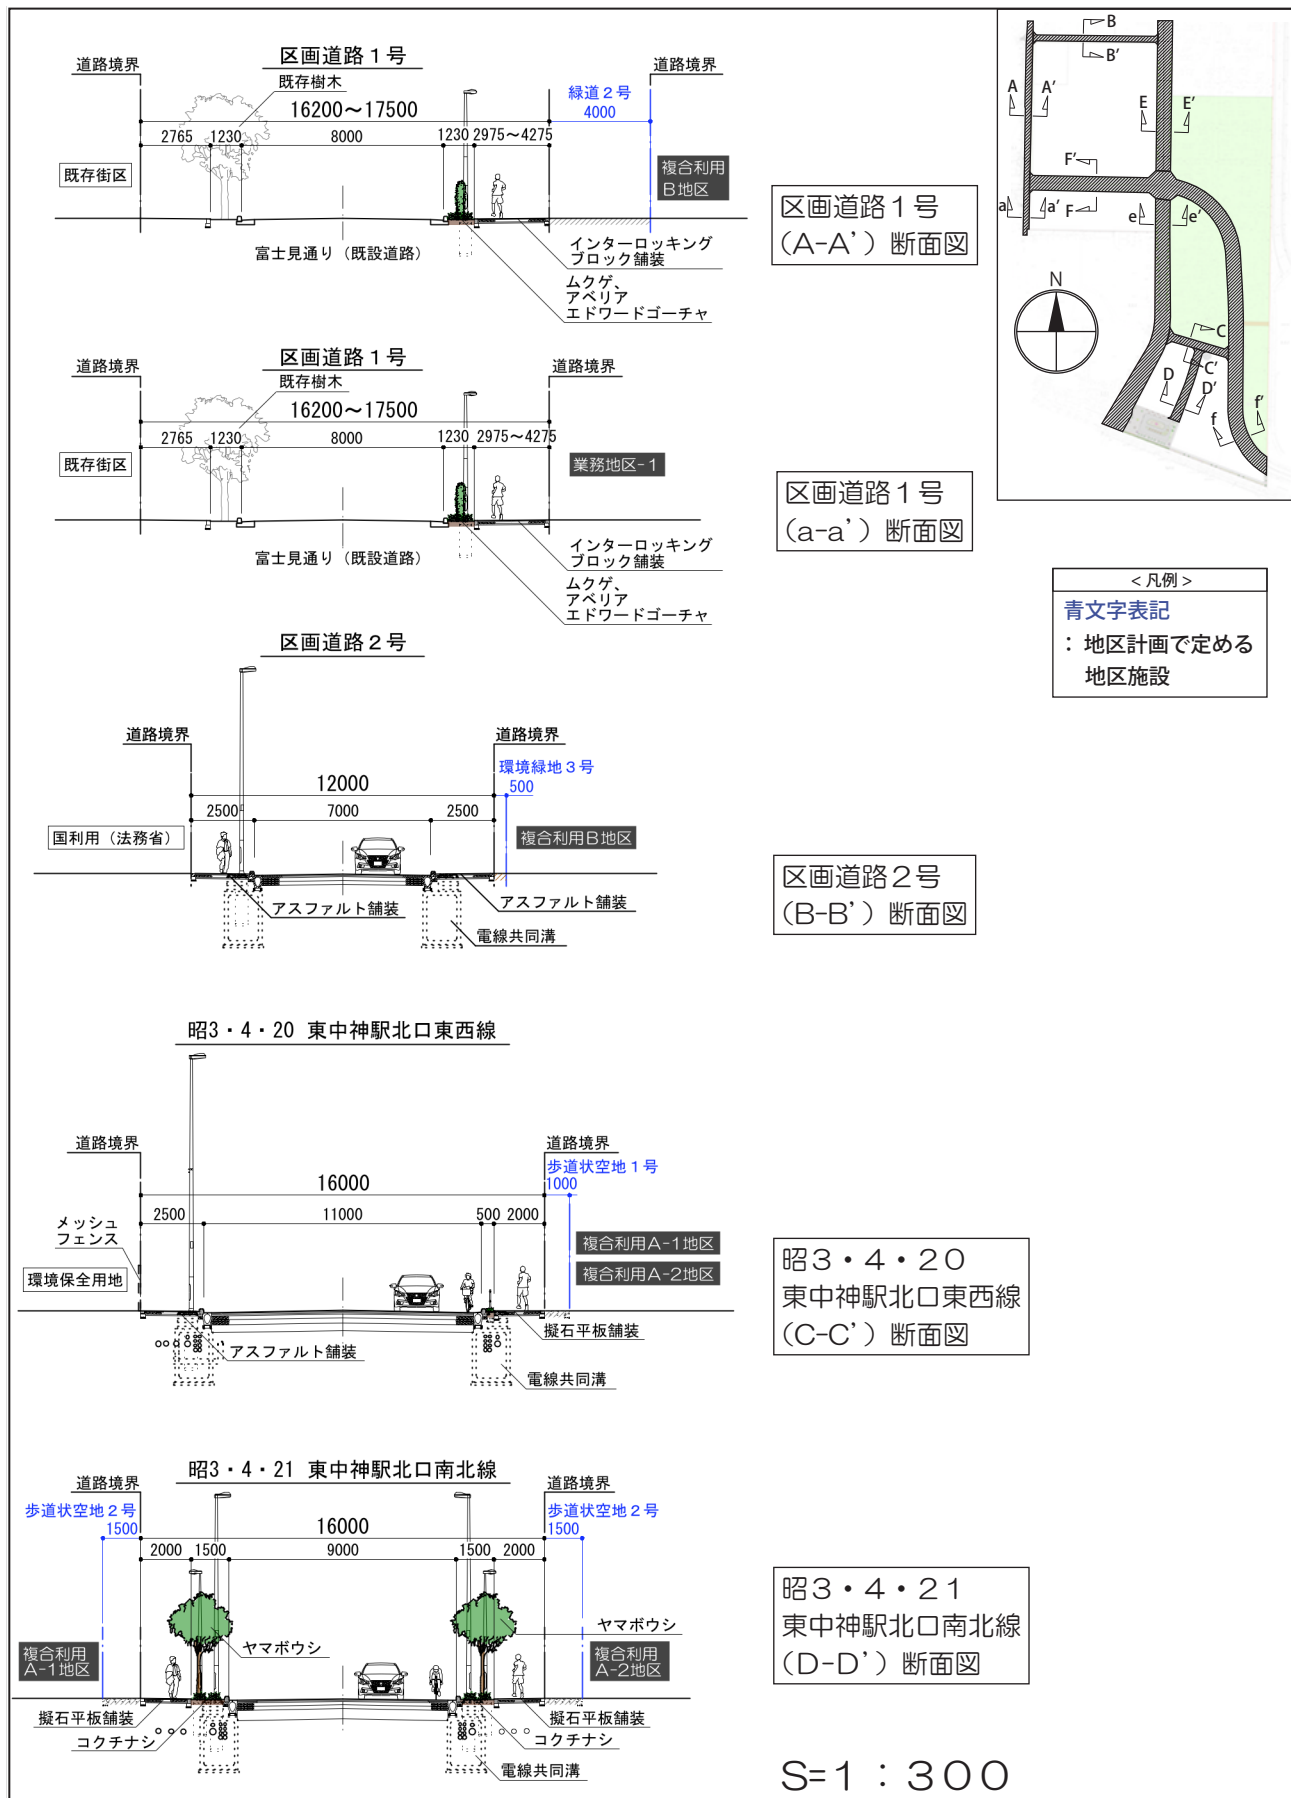 区画道路1号
道路境界
道路境界
既存樹木
緑道2号
16200～17500
4000
2765
1230
8000
1230
2975～4275
既存街区
複合利用
B地区
富士見通り（既設道路）
インターロッキング
ブロック舗装
ムクゲ、
アベリア
エドワードゴーチャ
区画道路1号
(A-A'）断面図
区画道路1号
道路境界
道路境界
既存樹木
16200～17500
2765
1230
8000
1230
2975～4275
既存街区
業務地区-1
富士見通り（既設道路）
インターロッキング
ブロック舗装
ムクゲ、
アベリア
エドワードゴーチャ
区画道路1号
(a-a'）断面図
区画道路2号
道路境界
道路境界
環境緑地3号
12000
500
2500
7000
2500
国利用（法務省）
複合利用B地区
アスファルト舗装
アスファルト舗装
電線共同溝
区画道路2号
(B-B'）断面図
昭3・4・20 東中神駅北口東西線
道路境界
道路境界
歩道状空地1号
16000
1000
2500
11000
500
2000
メッシュ
フェンス
複合利用A-1地区
複合利用A-2地区
環境保全用地
擬石平板舗装
アスファルト舗装
電線共同溝
昭3・4・20
東中神駅北口東西線
(C-C'）断面図
昭3・4・21 東中神駅北口南北線
道路境界
道路境界
歩道状空地2号
歩道状空地2号
1500
16000
1500
2000
1500
9000
1500
2000
ヤマボウシ
ヤマボウシ
複合利用
A-1地区
複合利用
A-2地区
擬石平板舗装
擬石平板舗装
コクチナシ
コクチナシ
電線共同溝
昭3・4・21
東中神駅北口南北線
(D-D'）断面図
S=1：300
B
B'
A
A'
E
E'
F'
F
a
a'
e
e'
N
C
C'
D
D'
f
f'
<凡例>
青文字表記
：地区計画で定める
地区施設